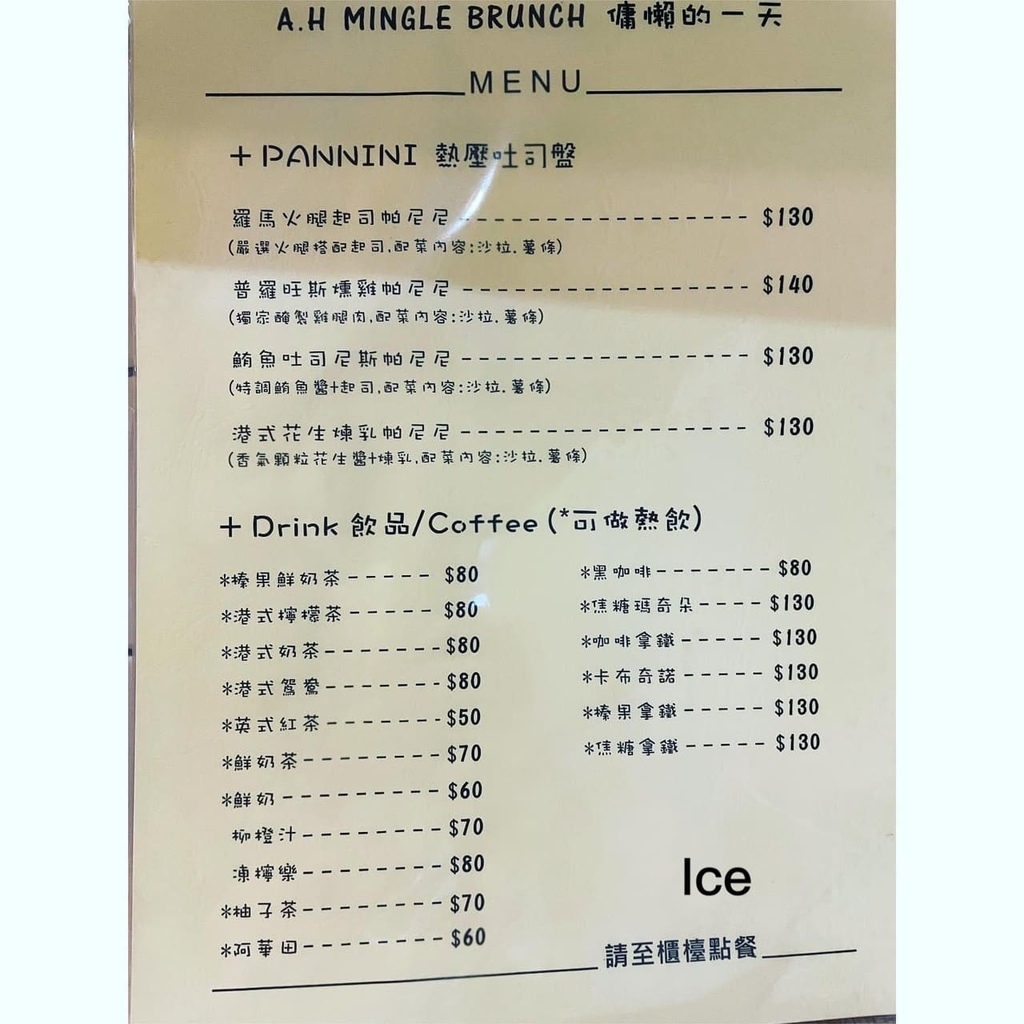 A.H MINGLE BRUNCH 慵懶的一天
MENU
+ PANNINI 熱壓吐司盤
羅馬火腿起司帕尼尼----------------- $130
(嚴選火腿搭配起司,配菜內容:沙拉.薯條)
普羅旺斯燻雞帕尼尼----------------- $140
(獨家醃製雞腿肉,配菜內容:沙拉.薯條)
鮪魚吐司尼斯帕尼尼----------------- $130
(特調鮪魚醬+起司,配菜內容:沙拉.薯條)
港式花生煉乳帕尼尼----------------- $130
(香氣顆粒花生醬+煉乳,配菜內容:沙拉.薯條)
+ Drink 飲品/Coffee (*可做熱飲)
*榛果鮮奶茶----- $80
*港式檸檬茶----- $80
*港式奶茶------- $80
*港式鴛鴦------- $80
*英式紅茶------- $50
*鮮奶茶-------- $70
*鮮奶--------- $60
柳橙汁-------- $70
凍檸樂-------- $80
*柚子茶-------- $70
*阿華田-------- $60
*黑咖啡------- $80
*焦糖瑪奇朵---- $130
*咖啡拿鐵----- $130
*卡布奇諾----- $130
*榛果拿鐵----- $130
*焦糖拿鐵----- $130
Ice
請至櫃檯點餐